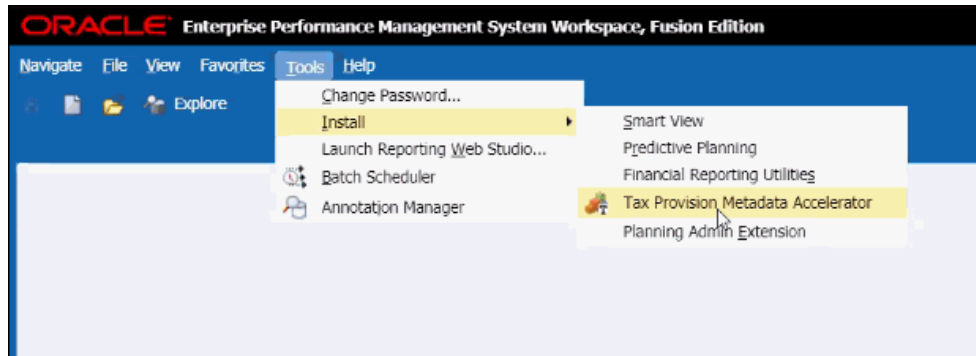 ORACLE Enterprise Performance Management System Workspace, Fusion Edition
Navigate File View Favorites Tools Help
Explore
Change Password...
Install
Launch Reporting Web Studio...
Batch Scheduler
Annotation Manager
Smart View
Predictive Planning
Financial Reporting Utilities
Tax Provision Metadata Accelerator
Planning Admin Extension